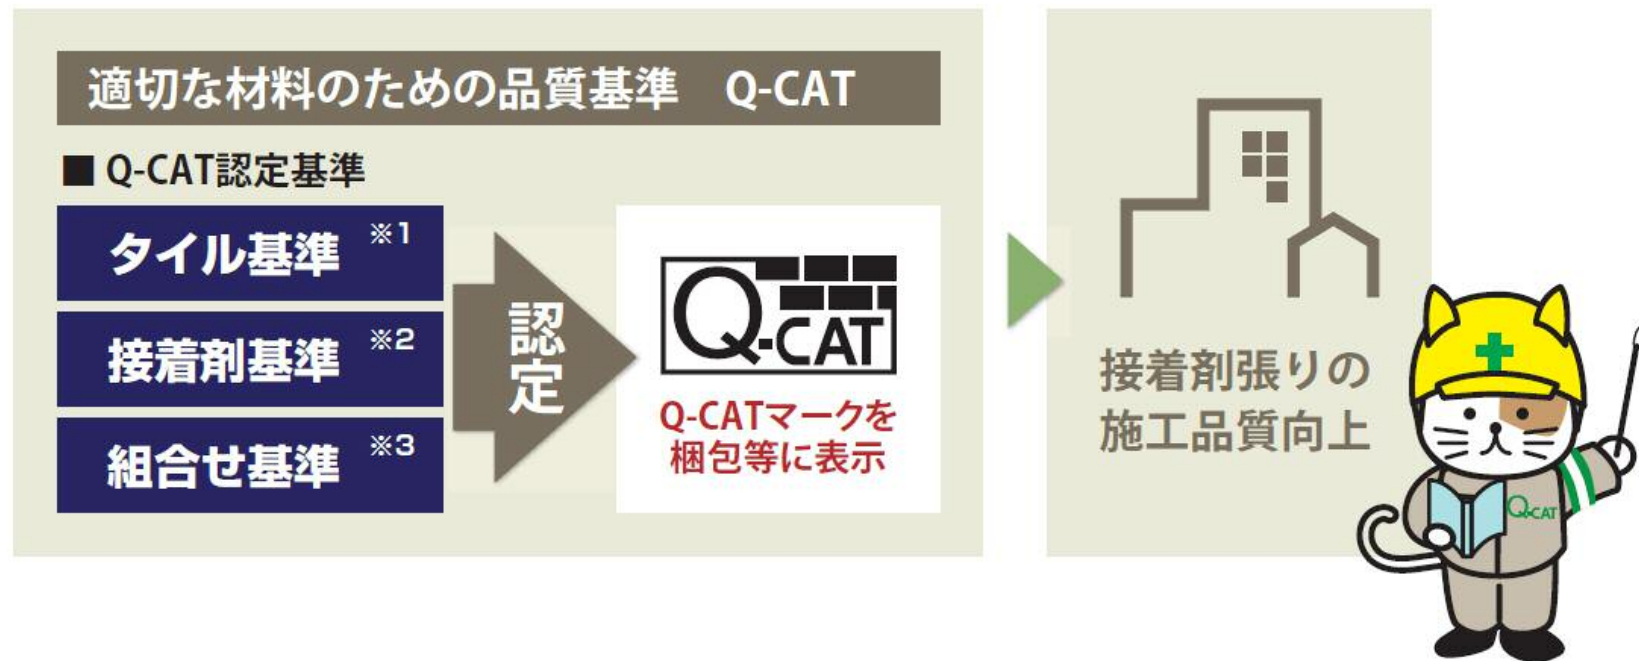 適切な材料のための品質基準　Q-CAT
■ Q-CAT認定基準
タイル基準 ※1
接着剤基準 ※2
組合せ基準 ※3
認定
Q-CAT
Q-CATマークを
梱包等に表示
接着剤張りの
施工品質向上
Q-CAT